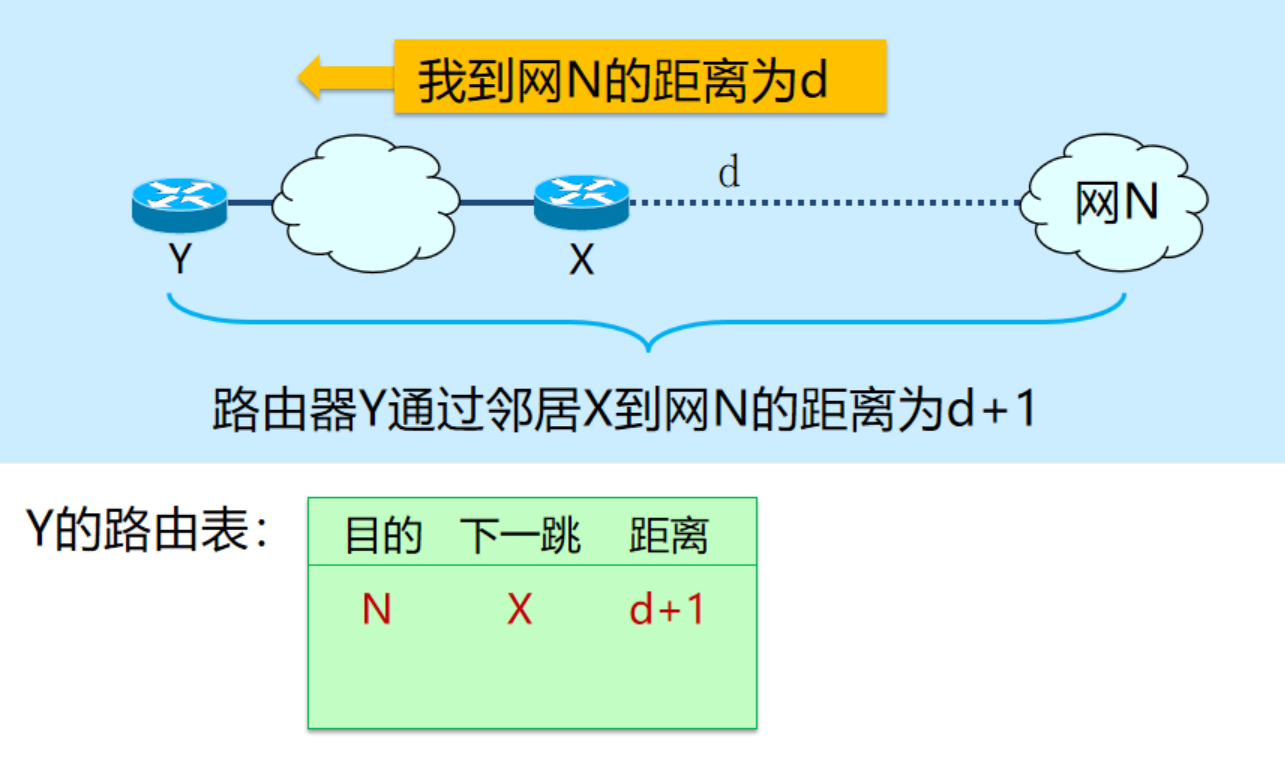 我到网N的距离为d
d
网N
Y
X
路由器Y通过邻居X到网N的距离为d+1
Y的路由表：
目的 下一跳 距离
N X d+1